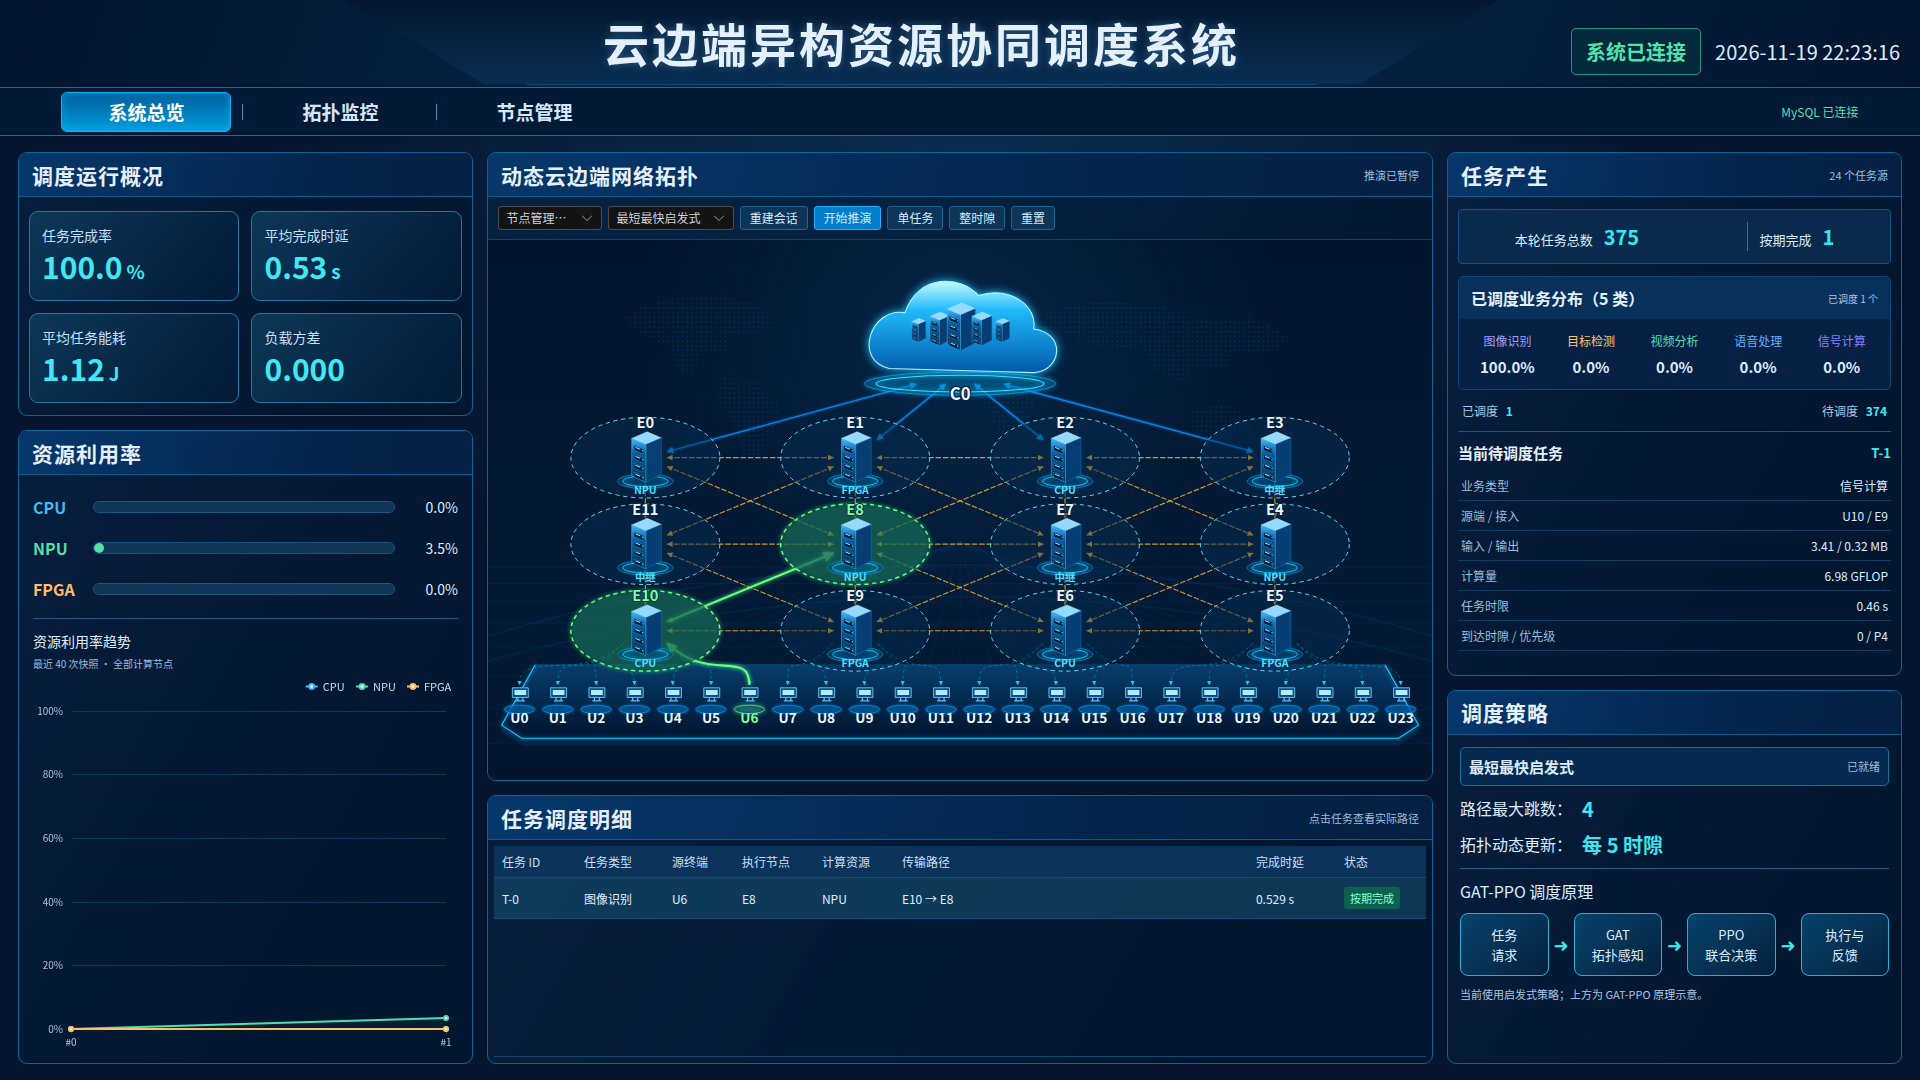 云边端异构资源协同调度系统
系统已连接 2026-11-19 22:23:16
系统总览 拓扑监控 节点管理 MySQL 已连接
调度运行概况
任务完成率
100.0 %
平均完成时延
0.53 s
平均任务能耗
1.12 J
负载方差
0.000
资源利用率
CPU 0.0%
NPU 3.5%
FPGA 0.0%
资源利用率趋势
最近 40 次快照 · 全部计算节点
CPU NPU FPGA
100%
80%
60%
40%
20%
0%
#0 #1
动态云边端网络拓扑 推演已暂停
节点管理… 最短最快启发式 重建会话 开始推演 单任务 整时隙 重置
C0
E0 E1 E2 E3
NPU FPGA CPU 中继
E11 E8 E7 E4
中继 NPU 中继 NPU
E10 E9 E6 E5
CPU FPGA CPU FPGA
U0 U1 U2 U3 U4 U5 U6 U7 U8 U9 U10 U11 U12 U13 U14 U15 U16 U17 U18 U19 U20 U21 U22 U23
任务调度明细 点击任务查看实际路径
任务 ID 任务类型 源终端 执行节点 计算资源 传输路径 完成时延 状态
T-0 图像识别 U6 E8 NPU E10 → E8 0.529 s 按期完成
任务产生 24 个任务源
本轮任务总数 375 按期完成 1
已调度业务分布（5 类） 已调度 1 个
图像识别 目标检测 视频分析 语音处理 信号计算
100.0% 0.0% 0.0% 0.0% 0.0%
已调度 1 待调度 374
当前待调度任务 T-1
业务类型 信号计算
源端 / 接入 U10 / E9
输入 / 输出 3.41 / 0.32 MB
计算量 6.98 GFLOP
任务时限 0.46 s
到达时隙 / 优先级 0 / P4
调度策略
最短最快启发式 已就绪
路径最大跳数： 4
拓扑动态更新： 每 5 时隙
GAT-PPO 调度原理
任务 请求 → GAT 拓扑感知 → PPO 联合决策 → 执行与 反馈
当前使用启发式策略；上方为 GAT-PPO 原理示意。